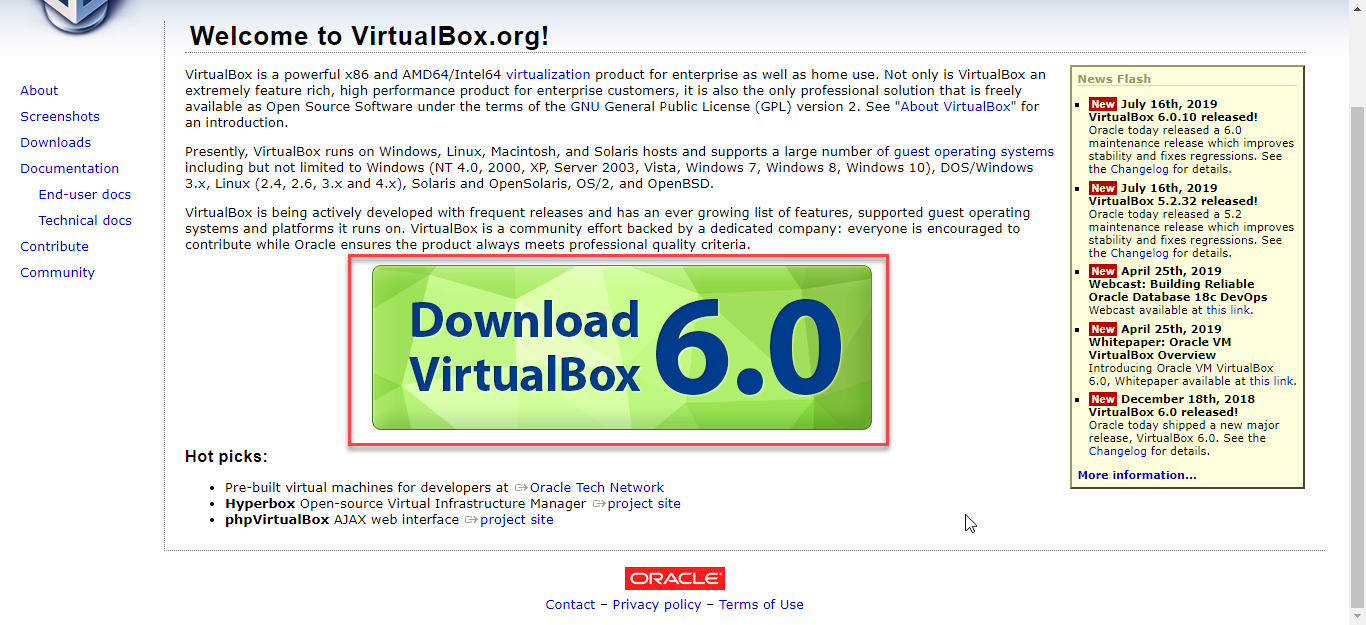 Welcome to VirtualBox.org!
About
Screenshots
Downloads
Documentation
End-user docs
Technical docs
Contribute
Community
VirtualBox is a powerful x86 and AMD64/Intel64 virtualization product for enterprise as well as home use. Not only is VirtualBox an
extremely feature rich, high performance product for enterprise customers, it is also the only professional solution that is freely
available as Open Source Software under the terms of the GNU General Public License (GPL) version 2. See "About VirtualBox" for
an introduction.
Presently, VirtualBox runs on Windows, Linux, Macintosh, and Solaris hosts and supports a large number of guest operating systems
including but not limited to Windows (NT 4.0, 2000, XP, Server 2003, Vista, Windows 7, Windows 8, Windows 10), DOS/Windows
3.x, Linux (2.4, 2.6, 3.x and 4.x), Solaris and OpenSolaris, OS/2, and OpenBSD.
VirtualBox is being actively developed with frequent releases and has an ever growing list of features, supported guest operating
systems and platforms it runs on. VirtualBox is a community effort backed by a dedicated company: everyone is encouraged to
contribute while Oracle ensures the product always meets professional quality criteria.
Download
VirtualBox
6.0
Hot picks:
Pre-built virtual machines for developers at Oracle Tech Network
Hyperbox Open-source Virtual Infrastructure Manager project site
phpVirtualBox AJAX web interface project site
News Flash
New July 16th, 2019
VirtualBox 6.0.10 released!
Oracle today released a 6.0
maintenance release which improves
stability and fixes regressions. See
the Changelog for details.
New July 16th, 2019
VirtualBox 5.2.32 released!
Oracle today released a 5.2
maintenance release which improves
stability and fixes regressions. See
the Changelog for details.
New April 25th, 2019
Webcast: Building Reliable
Oracle Database 18c DevOps
Webcast available at this link.
New April 25th, 2019
Whitepaper: Oracle VM
VirtualBox Overview
Introducing Oracle VM VirtualBox
6.0, Whitepaper available at this link.
New December 18th, 2018
VirtualBox 6.0 released!
Oracle today shipped a new major
release, VirtualBox 6.0. See the
Changelog for details.
More information...
ORACLE
Contact – Privacy policy – Terms of Use